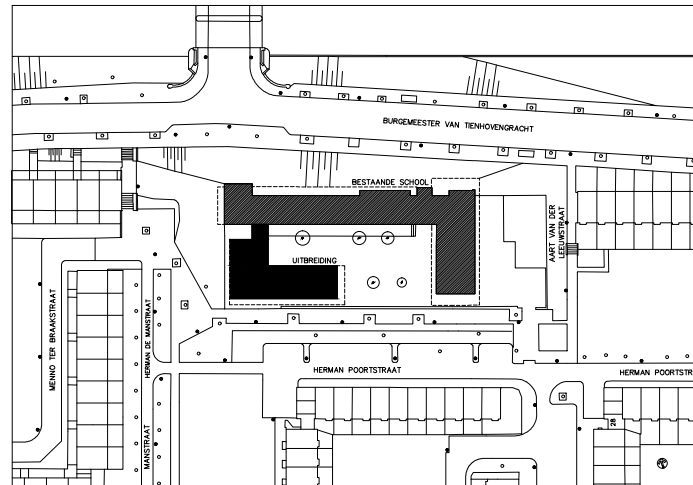 BURGEMEESTER VAN TIENHOVENGRACHT
BESTAANDE SCHOOL
UITBREIDING
AART VAN DER
LEEUWSTRAAT
MENNO TER BRAAKSTRAAT
HERMAN DE MANSTRAAT
MANSTRAAT
HERMAN POORTSTRAAT
HERMAN POORTSTR
28